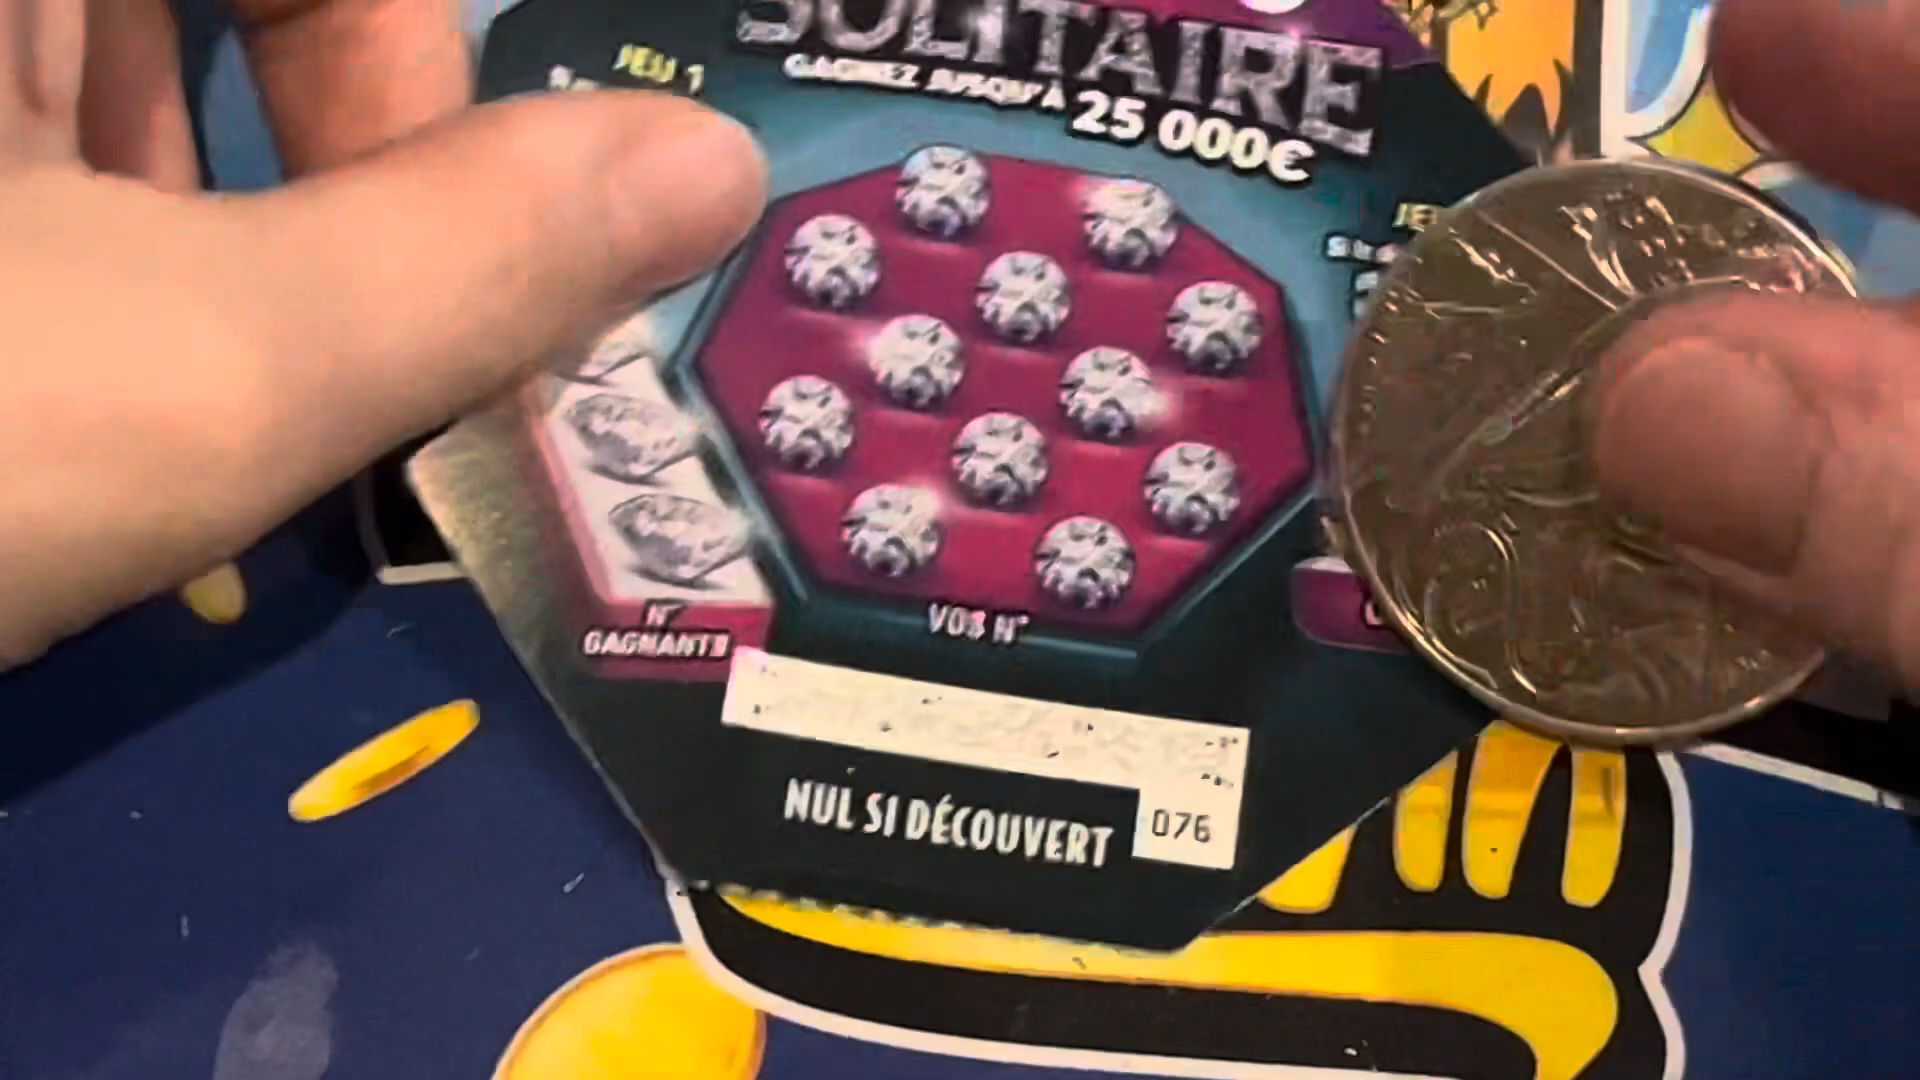 SOLITAIRE
GAGNEZ JUSQU'À 25 000€
JEU 1
N°
GAGNANTS
VOS N°
NUL SI DÉCOUVERT
076